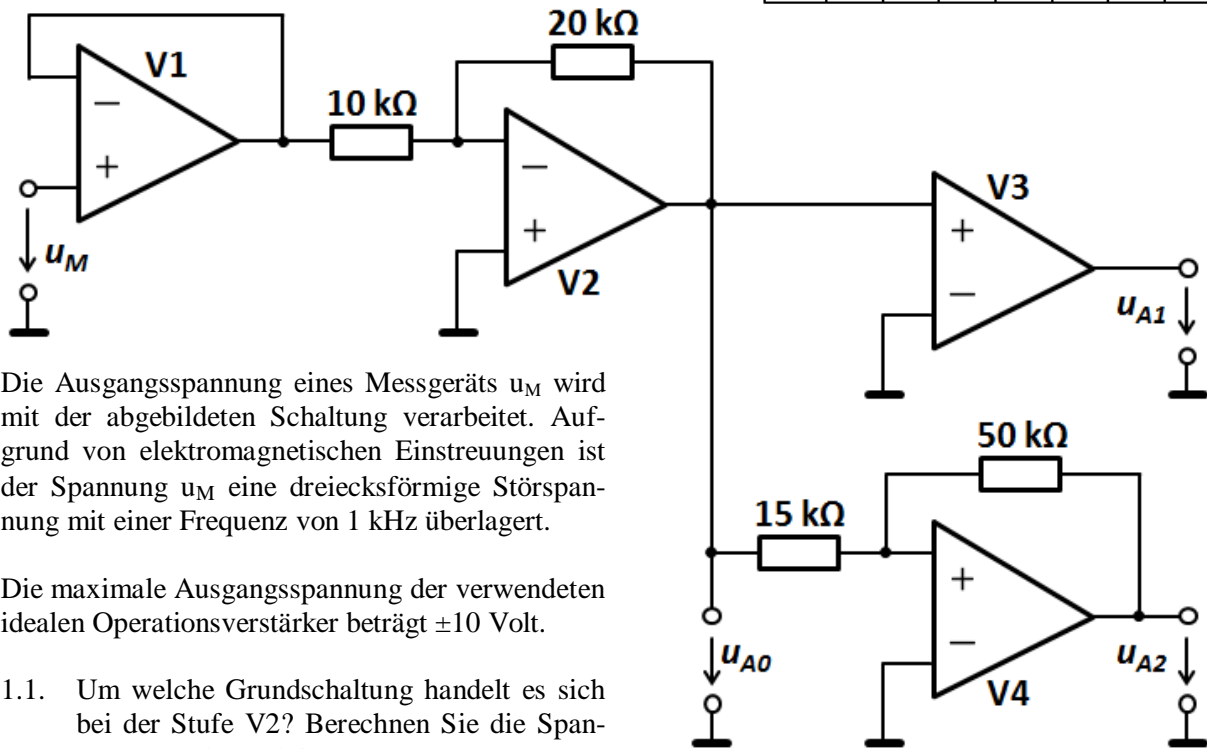 20 kΩ
V1
10 kΩ
−
+
−
+
V3
u_M
V2
+
−
u_A1
Die Ausgangsspannung eines Messgeräts u_M wird
mit der abgebildeten Schaltung verarbeitet. Auf-
grund von elektromagnetischen Einstreuungen ist
der Spannung u_M eine dreiecksförmige Störspan-
nung mit einer Frequenz von 1 kHz überlagert.
Die maximale Ausgangsspannung der verwendeten
idealen Operationsverstärker beträgt ±10 Volt.
1.1. Um welche Grundschaltung handelt es sich
bei der Stufe V2? Berechnen Sie die Span-
50 kΩ
15 kΩ
+
−
u_A0
V4
u_A2